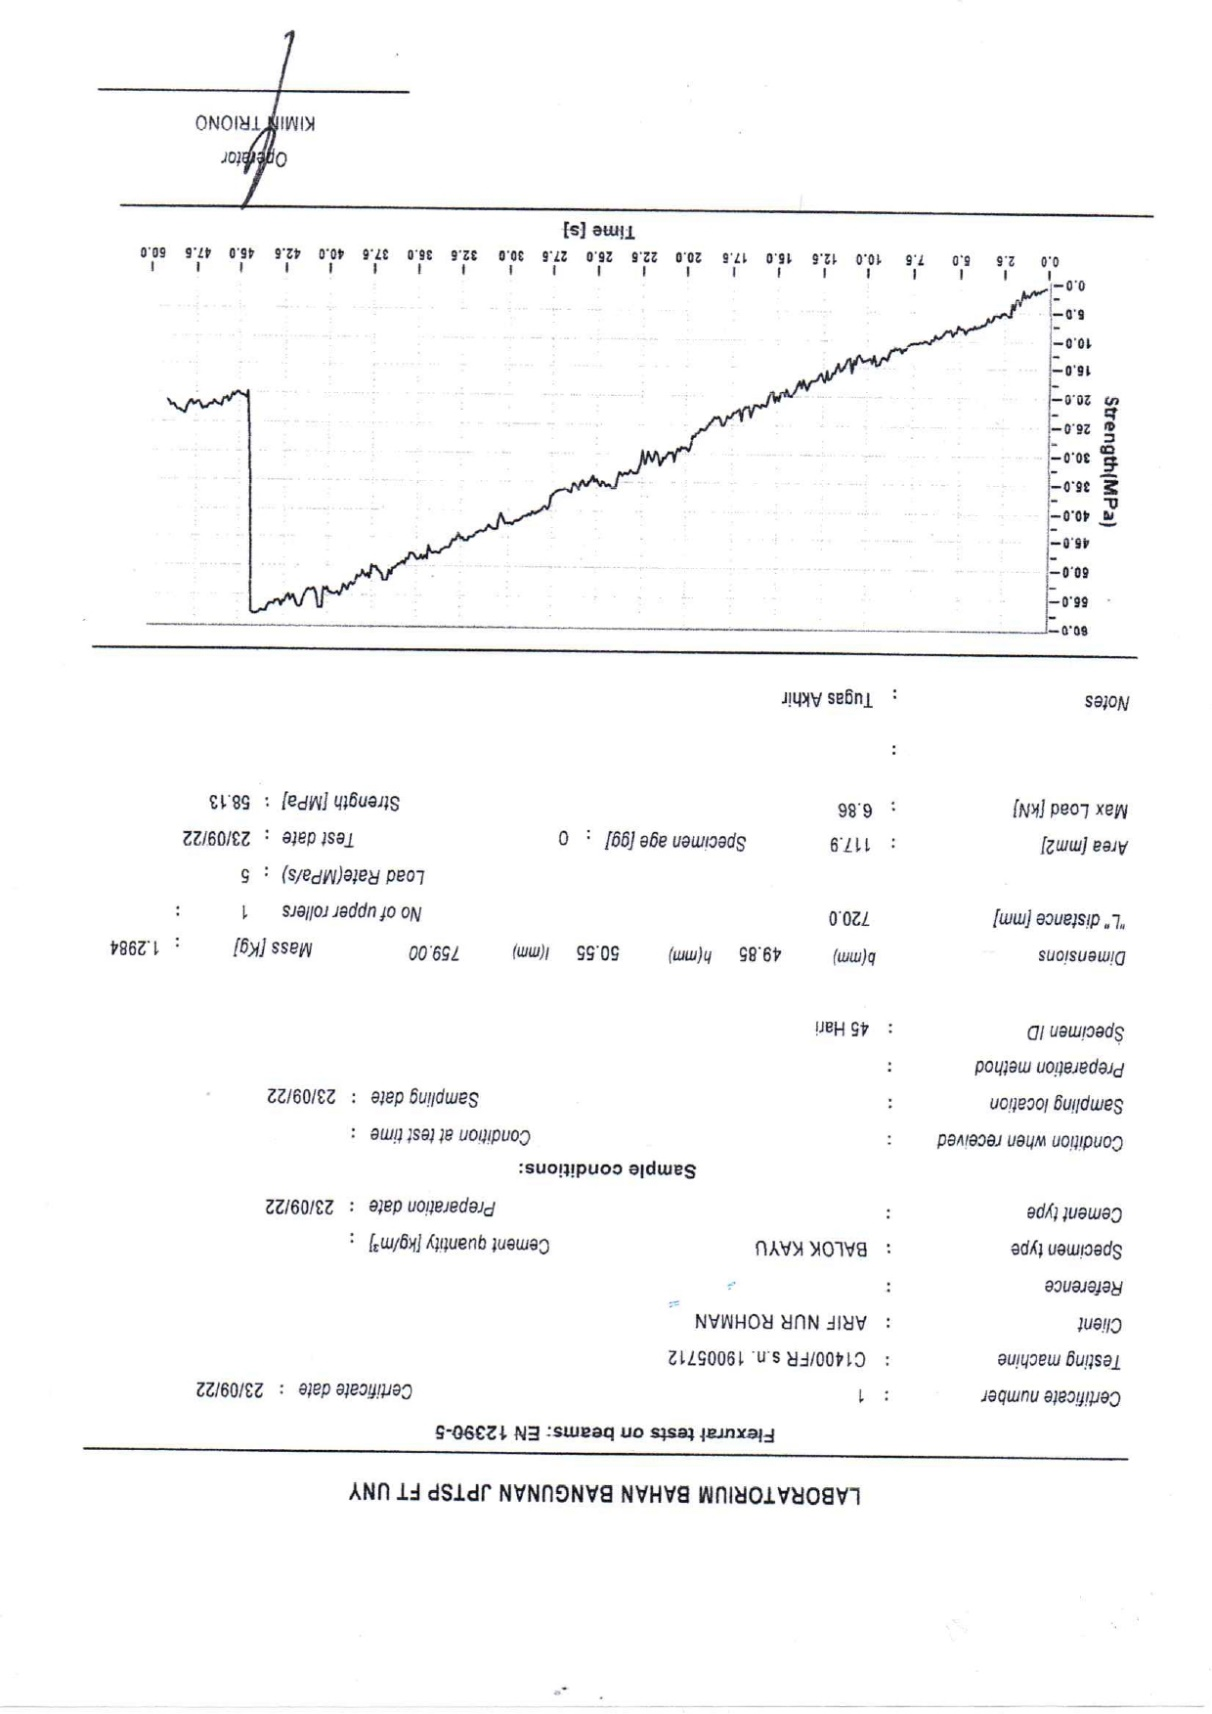 LABORATORIUM BAHAN BANGUNAN JPTSP FT UNY
Flexural tests on beams: EN 12390-5
Certificate number : 1 Certificate date : 23/09/22
Testing machine : C1400/FR s.n. 19005712
Client : ARIF NUR ROHMAN
Reference :
Specimen type : BALOK KAYU Cement quantity [kg/m³] :
Cement type : Preparation date : 23/09/22
Sample conditions:
Condition when received : Condition at test time :
Sampling location : Sampling date : 23/09/22
Preparation method :
Specimen ID : 45 Hari
Dimensions b(mm) 49.85 h(mm) 50.55 l(mm) 759.00 Mass [Kg] : 1.2984
"L" distance [mm] 720.0 No of upper rollers 1 :
Load Rate(MPa/s) : 5
Area [mm2] : 117.9 Specimen age [gg] : 0 Test date : 23/09/22
Max Load [kN] : 6.86 Strength [MPa] : 58.13
:
Notes : Tugas Akhir
Strength(MPa)
60.0
55.0
50.0
45.0
40.0
35.0
30.0
25.0
20.0
15.0
10.0
5.0
0.0
0.0 2.5 5.0 7.5 10.0 12.5 15.0 17.5 20.0 22.5 25.0 27.5 30.0 32.5 35.0 37.5 40.0 42.5 45.0 47.5 50.0
Time [s]
Operator
KIMIN TRIONO